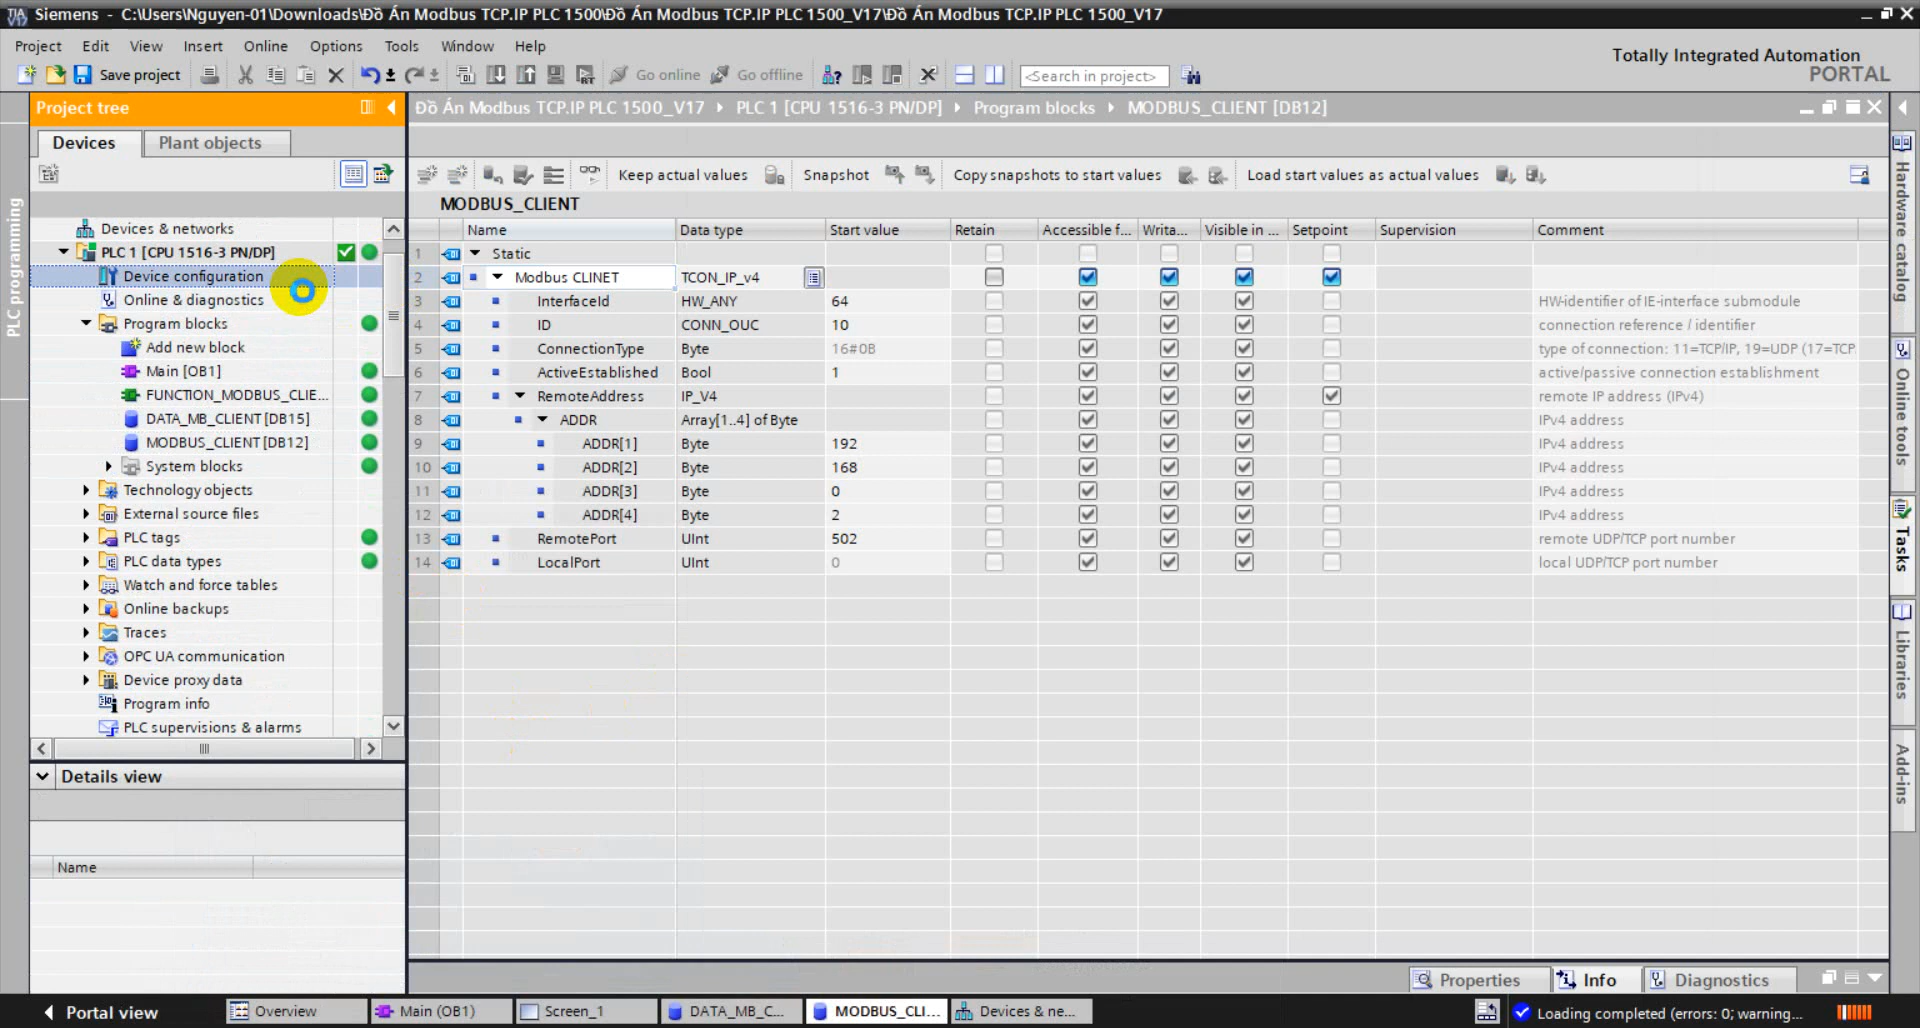 Siemens - C:\Users\Nguyen-01\Downloads\Đồ Án Modbus TCP.IP PLC 1500\Đồ Án Modbus TCP.IP PLC 1500_V17\Đồ Án Modbus TCP.IP PLC 1500_V17
Project Edit View Insert Online Options Tools Window Help
Totally Integrated Automation
PORTAL
Save project Go online Go offline <Search in project>
Project tree
Đồ Án Modbus TCP.IP PLC 1500_V17 PLC 1 [CPU 1516-3 PN/DP] Program blocks MODBUS_CLIENT [DB12]
Devices Plant objects
Keep actual values Snapshot Copy snapshots to start values Load start values as actual values
MODBUS_CLIENT
Name Data type Start value Retain Accessible f... Writa... Visible in ... Setpoint Supervision Comment
1 Static
2 Modbus CLINET TCON_IP_v4
3 InterfaceId HW_ANY 64 HW-identifier of IE-interface submodule
4 ID CONN_OUC 10 connection reference / identifier
5 ConnectionType Byte 16#0B type of connection: 11=TCP/IP, 19=UDP (17=TCP
6 ActiveEstablished Bool 1 active/passive connection establishment
7 RemoteAddress IP_V4 remote IP address (IPv4)
8 ADDR Array[1..4] of Byte IPv4 address
9 ADDR[1] Byte 192 IPv4 address
10 ADDR[2] Byte 168 IPv4 address
11 ADDR[3] Byte 0 IPv4 address
12 ADDR[4] Byte 2 IPv4 address
13 RemotePort UInt 502 remote UDP/TCP port number
14 LocalPort UInt 0 local UDP/TCP port number
PLC programming
Devices & networks
PLC 1 [CPU 1516-3 PN/DP]
Device configuration
Online & diagnostics
Program blocks
Add new block
Main [OB1]
FUNCTION_MODBUS_CLIE...
DATA_MB_CLIENT [DB15]
MODBUS_CLIENT [DB12]
System blocks
Technology objects
External source files
PLC tags
PLC data types
Watch and force tables
Online backups
Traces
OPC UA communication
Device proxy data
Program info
PLC supervisions & alarms
Details view
Name
Hardware catalog
Online tools
Tasks
Libraries
Add-ins
Properties Info Diagnostics
Portal view Overview Main (OB1) Screen_1 DATA_MB_C... MODBUS_CLI... Devices & ne... Loading completed (errors: 0; warning...